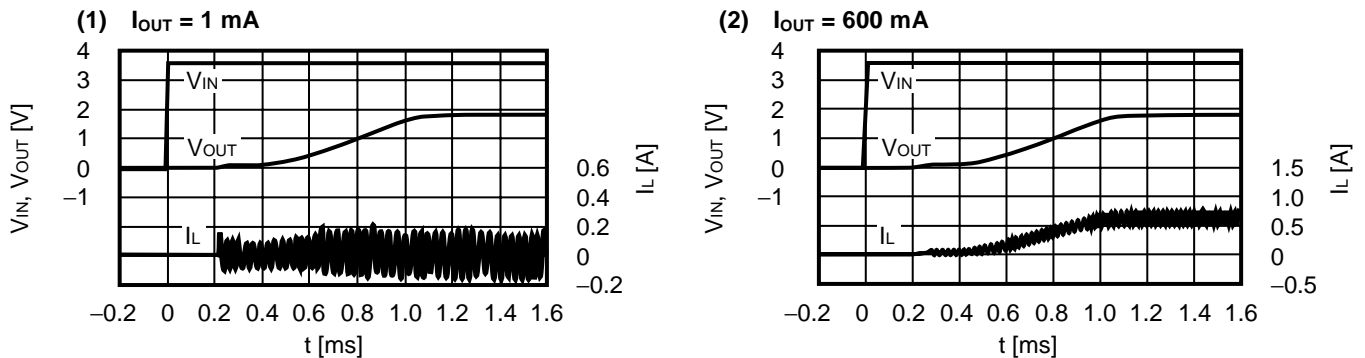 (1) IOUT = 1 mA
4
3
2
1
0
−1
VIN, VOUT [V]
VIN
VOUT
IL
0.6
0.4
0.2
0
−0.2
IL [A]
−0.2 0 0.2 0.4 0.6 0.8 1.0 1.2 1.4 1.6
t [ms]
(2) IOUT = 600 mA
4
3
2
1
0
−1
VIN, VOUT [V]
VIN
VOUT
IL
1.5
1.0
0.5
0
−0.5
IL [A]
−0.2 0 0.2 0.4 0.6 0.8 1.0 1.2 1.4 1.6
t [ms]